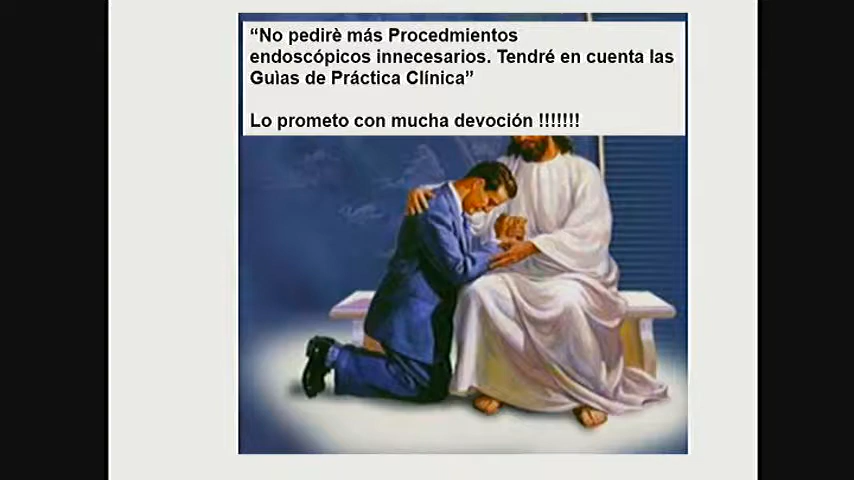 “No pedirè más Procedmientos
endoscópicos innecesarios. Tendré en cuenta las
Guìas de Práctica Clínica”
Lo prometo con mucha devoción !!!!!!!